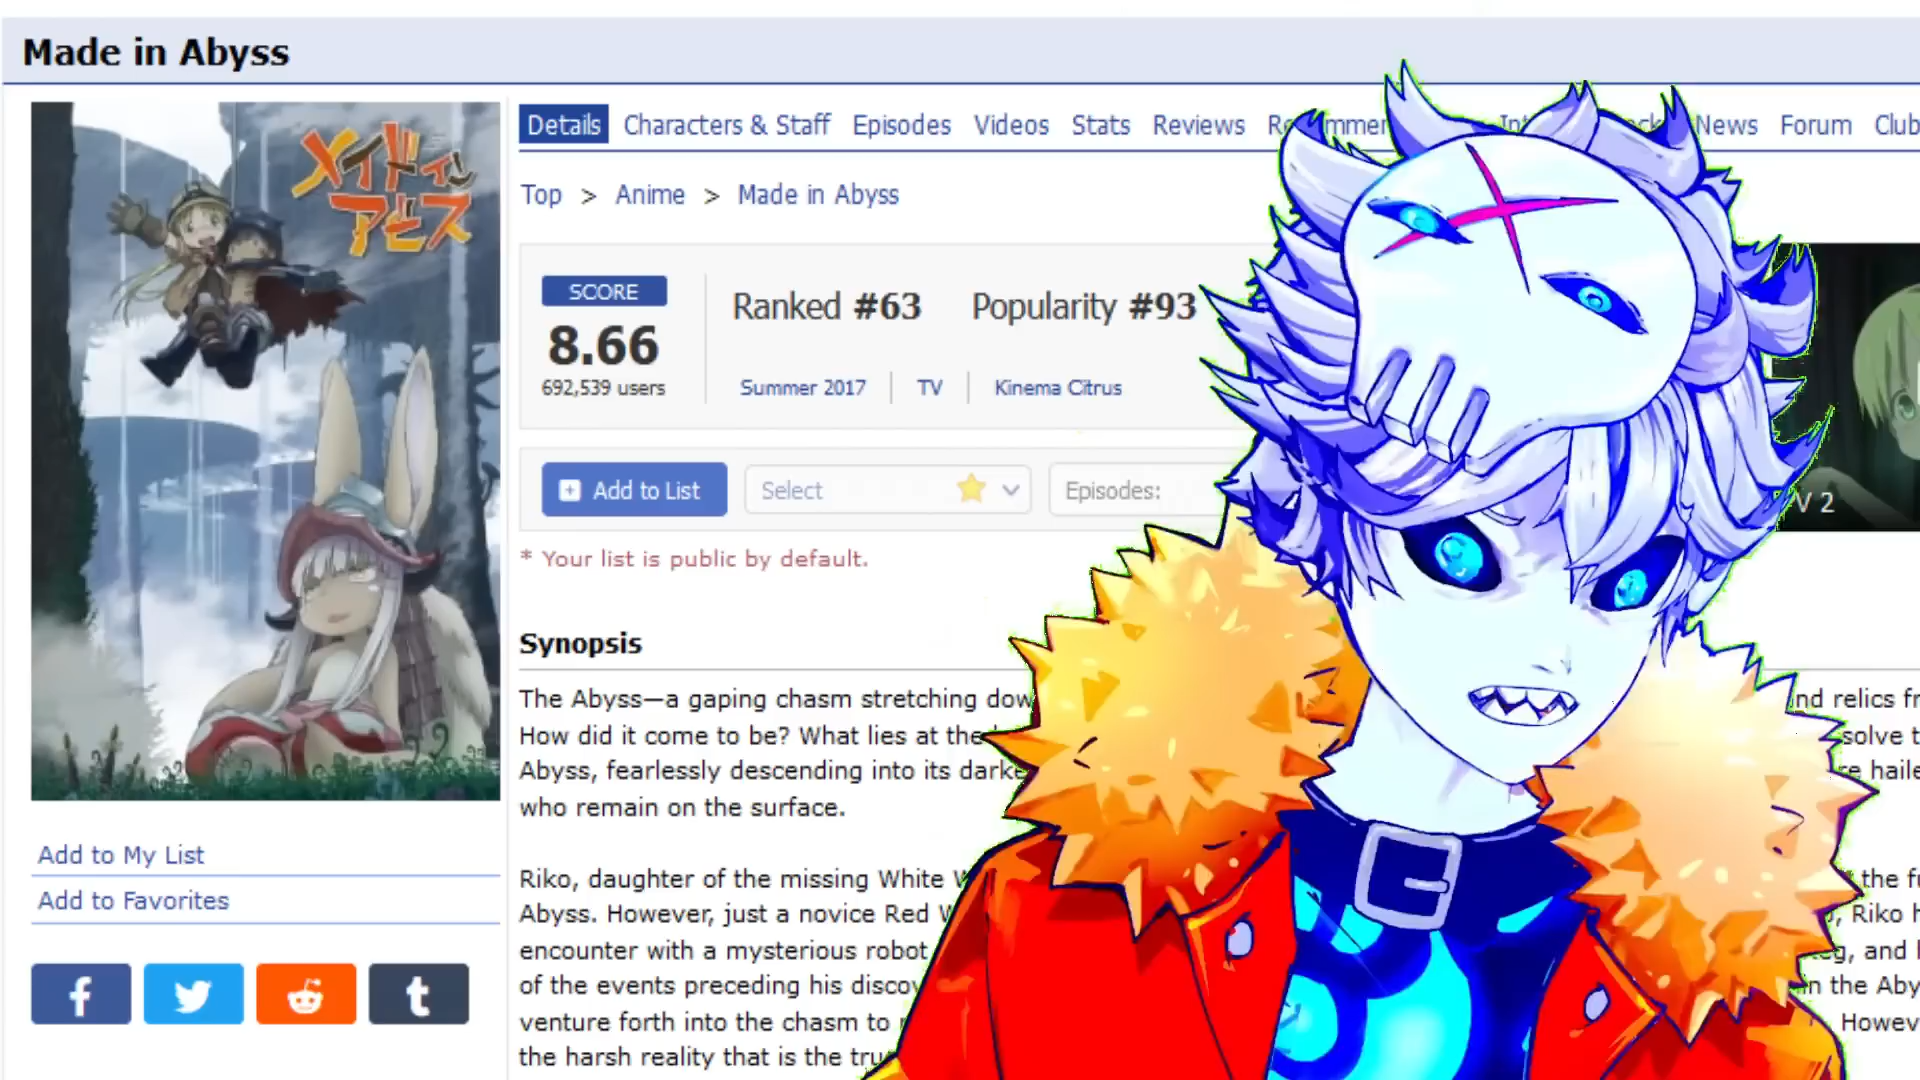 Made in Abyss
メイドイン
アビス
Details Characters & Staff Episodes Videos Stats Reviews News Forum Club
Top > Anime > Made in Abyss
SCORE
8.66
692,539 users
Ranked #63 Popularity #93
Summer 2017 TV Kinema Citrus
Add to List Select Episodes:
V 2
* Your list is public by default.
Synopsis
The Abyss—a gaping chasm stretching dow nd relics fr
How did it come to be? What lies at the solve t
Abyss, fearlessly descending into its darke re haile
who remain on the surface.
Riko, daughter of the missing White W the fu
Abyss. However, just a novice Red W Riko h
encounter with a mysterious robot and h
of the events preceding his discov in the Aby
venture forth into the chasm to Howev
the harsh reality that is the tru
Add to My List
Add to Favorites